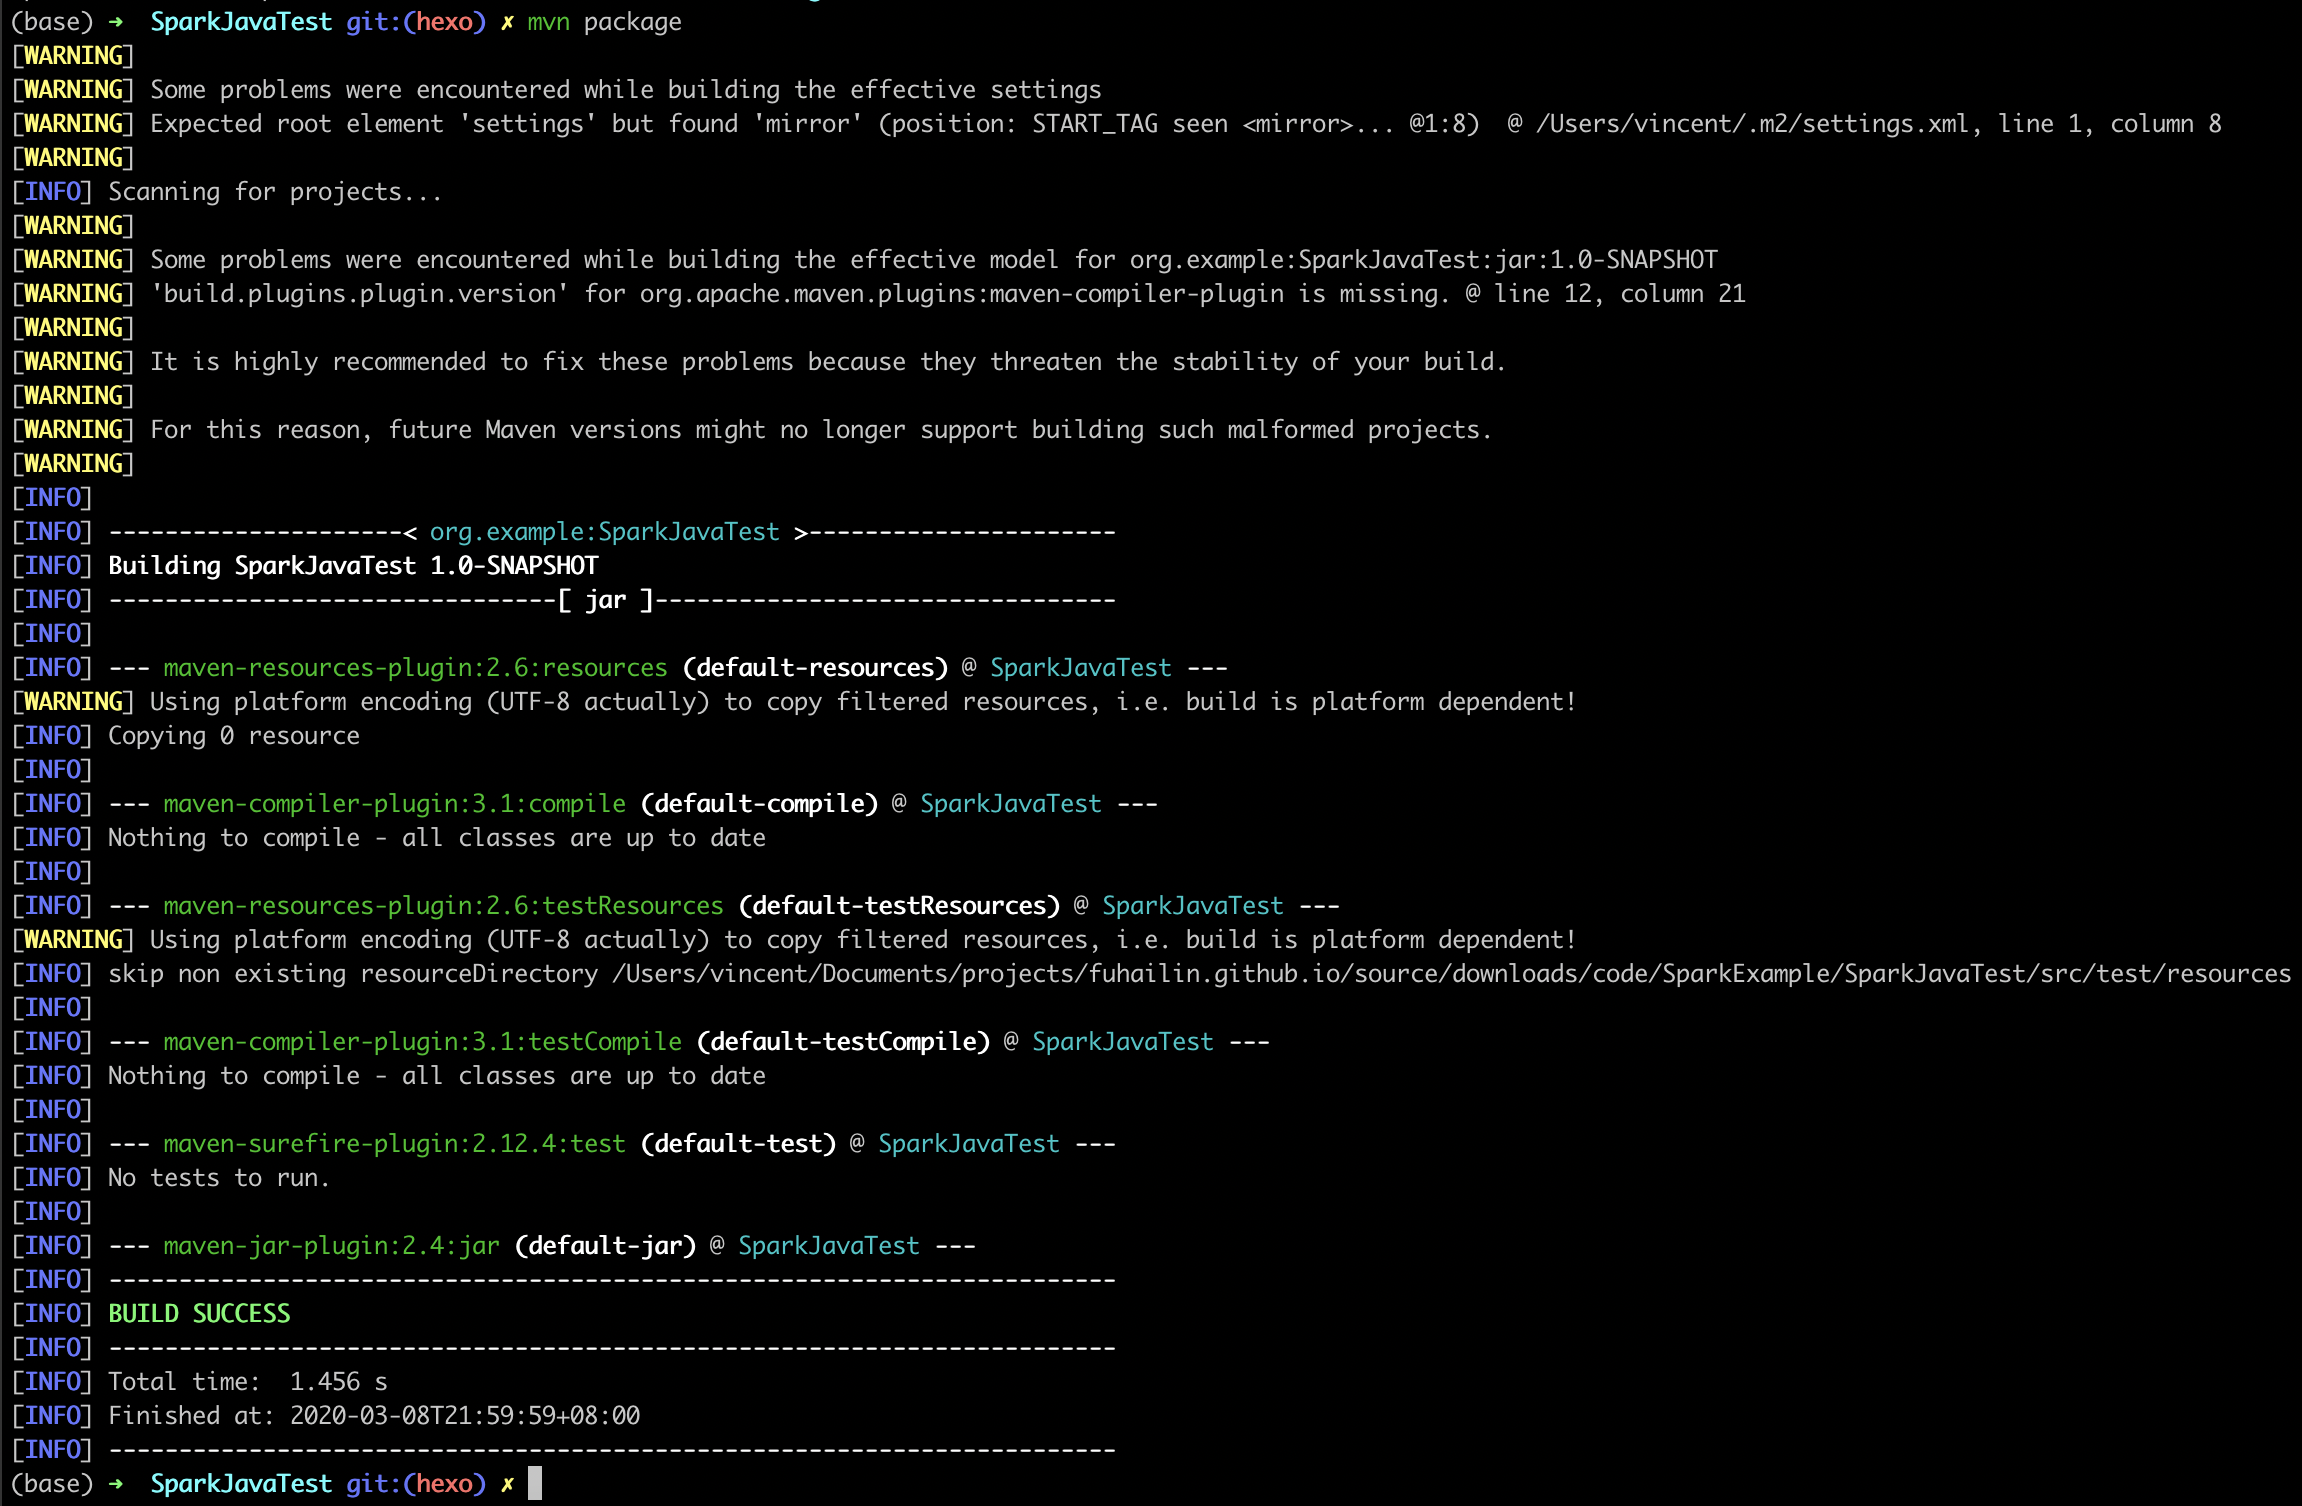 (base) ➜  SparkJavaTest git:(hexo) ✗ mvn package
[WARNING]
[WARNING] Some problems were encountered while building the effective settings
[WARNING] Expected root element 'settings' but found 'mirror' (position: START_TAG seen <mirror>... @1:8)  @ /Users/vincent/.m2/settings.xml, line 1, column 8
[WARNING]
[INFO] Scanning for projects...
[WARNING]
[WARNING] Some problems were encountered while building the effective model for org.example:SparkJavaTest:jar:1.0-SNAPSHOT
[WARNING] 'build.plugins.plugin.version' for org.apache.maven.plugins:maven-compiler-plugin is missing. @ line 12, column 21
[WARNING]
[WARNING] It is highly recommended to fix these problems because they threaten the stability of your build.
[WARNING]
[WARNING] For this reason, future Maven versions might no longer support building such malformed projects.
[WARNING]
[INFO]
[INFO] ---------------------< org.example:SparkJavaTest >----------------------
[INFO] Building SparkJavaTest 1.0-SNAPSHOT
[INFO] --------------------------------[ jar ]---------------------------------
[INFO]
[INFO] --- maven-resources-plugin:2.6:resources (default-resources) @ SparkJavaTest ---
[WARNING] Using platform encoding (UTF-8 actually) to copy filtered resources, i.e. build is platform dependent!
[INFO] Copying 0 resource
[INFO]
[INFO] --- maven-compiler-plugin:3.1:compile (default-compile) @ SparkJavaTest ---
[INFO] Nothing to compile - all classes are up to date
[INFO]
[INFO] --- maven-resources-plugin:2.6:testResources (default-testResources) @ SparkJavaTest ---
[WARNING] Using platform encoding (UTF-8 actually) to copy filtered resources, i.e. build is platform dependent!
[INFO] skip non existing resourceDirectory /Users/vincent/Documents/projects/fuhailin.github.io/source/downloads/code/SparkExample/SparkJavaTest/src/test/resources
[INFO]
[INFO] --- maven-compiler-plugin:3.1:testCompile (default-testCompile) @ SparkJavaTest ---
[INFO] Nothing to compile - all classes are up to date
[INFO]
[INFO] --- maven-surefire-plugin:2.12.4:test (default-test) @ SparkJavaTest ---
[INFO] No tests to run.
[INFO]
[INFO] --- maven-jar-plugin:2.4:jar (default-jar) @ SparkJavaTest ---
[INFO] ------------------------------------------------------------------------
[INFO] BUILD SUCCESS
[INFO] ------------------------------------------------------------------------
[INFO] Total time:  1.456 s
[INFO] Finished at: 2020-03-08T21:59:59+08:00
[INFO] ------------------------------------------------------------------------
(base) ➜  SparkJavaTest git:(hexo) ✗